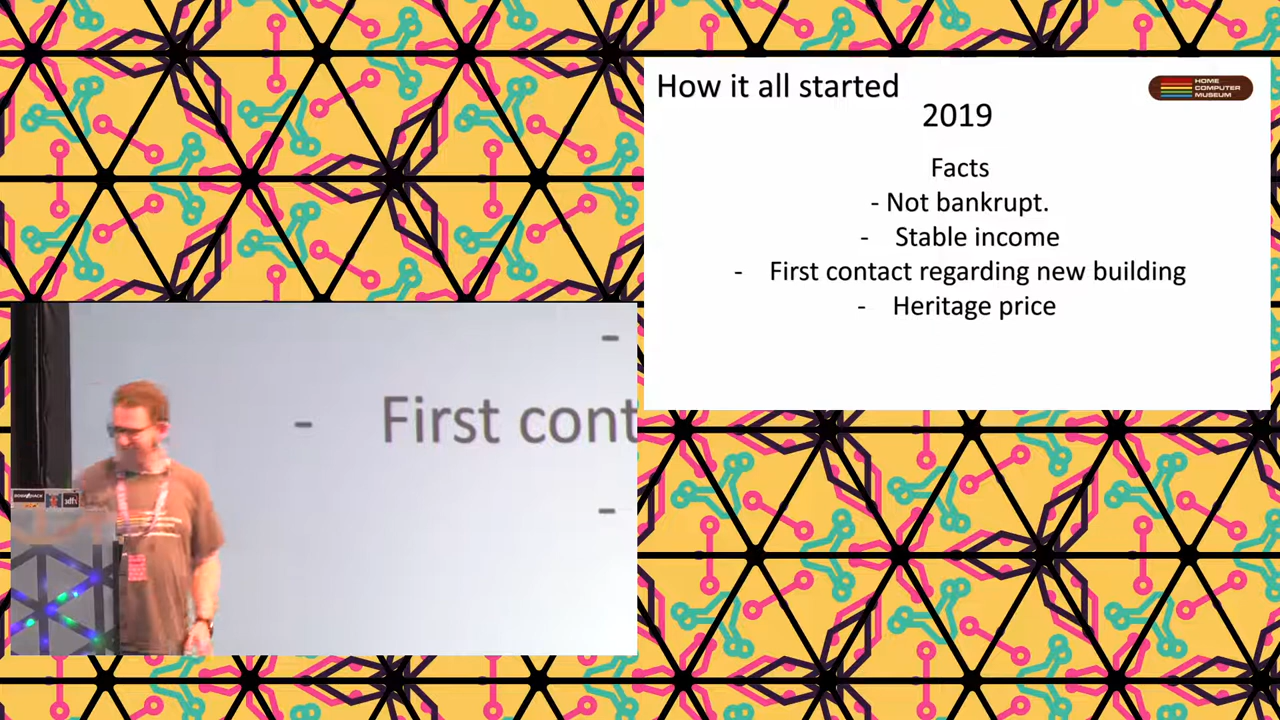 How it all started
HOME
COMPUTER
MUSEUM
2019
Facts
- Not bankrupt.
- Stable income
- First contact regarding new building
- Heritage price
-
- First cont
-